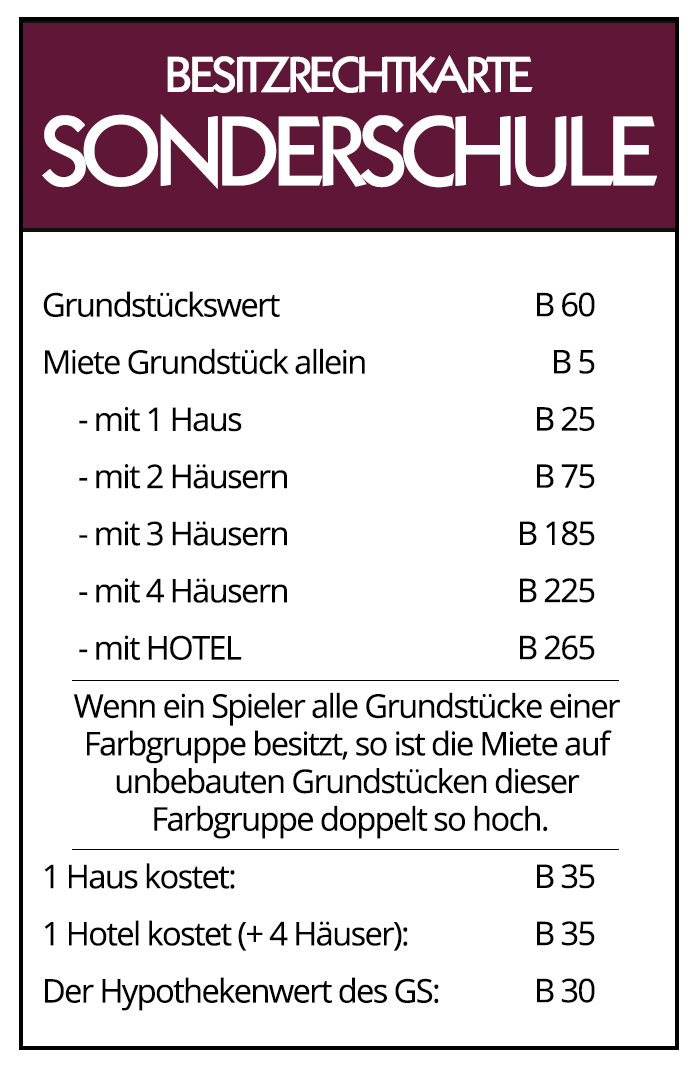 BESITZRECHTKARTE
SONDERSCHULE
Grundstückswert B 60
Miete Grundstück allein B 5
- mit 1 Haus B 25
- mit 2 Häusern B 75
- mit 3 Häusern B 185
- mit 4 Häusern B 225
- mit HOTEL B 265
Wenn ein Spieler alle Grundstücke einer
Farbgruppe besitzt, so ist die Miete auf
unbebauten Grundstücken dieser
Farbgruppe doppelt so hoch.
1 Haus kostet: B 35
1 Hotel kostet (+ 4 Häuser): B 35
Der Hypothekenwert des GS: B 30